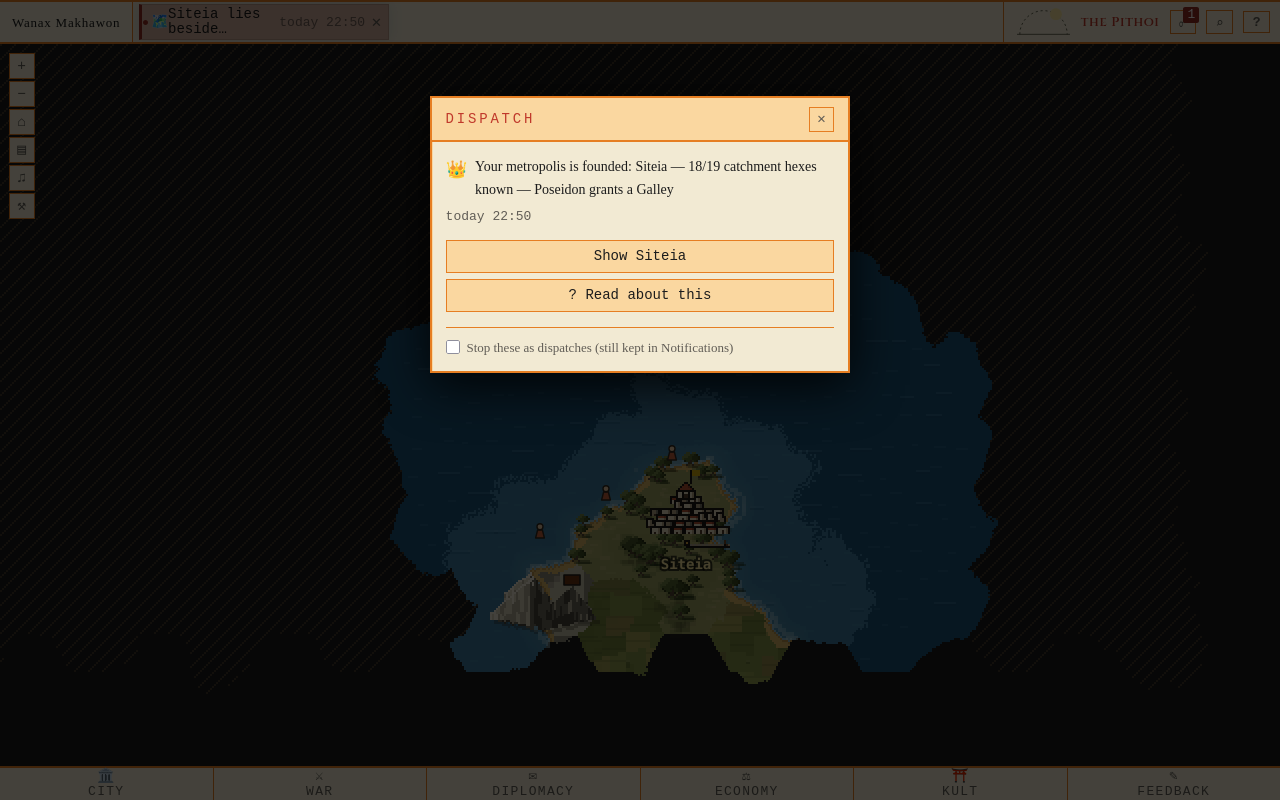 Wanax Makhawon
Siteia lies beside…
today 22:50 ✕
THE PITHOI
1
?
DISPATCH
×
Your metropolis is founded: Siteia — 18/19 catchment hexes
known — Poseidon grants a Galley
today 22:50
Show Siteia
? Read about this
Stop these as dispatches (still kept in Notifications)
Siteia
CITY
WAR
DIPLOMACY
ECONOMY
KULT
FEEDBACK